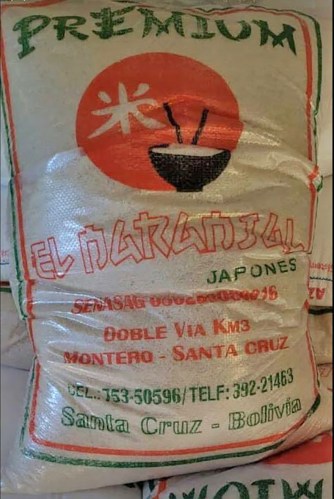 PREMIUM
米
EL NARANJAL
JAPONES
DOBLE VIA KM3
MONTERO - SANTA CRUZ
CEL.: 753-50596/ TELF: 392-21463
Santa Cruz - Bolivia